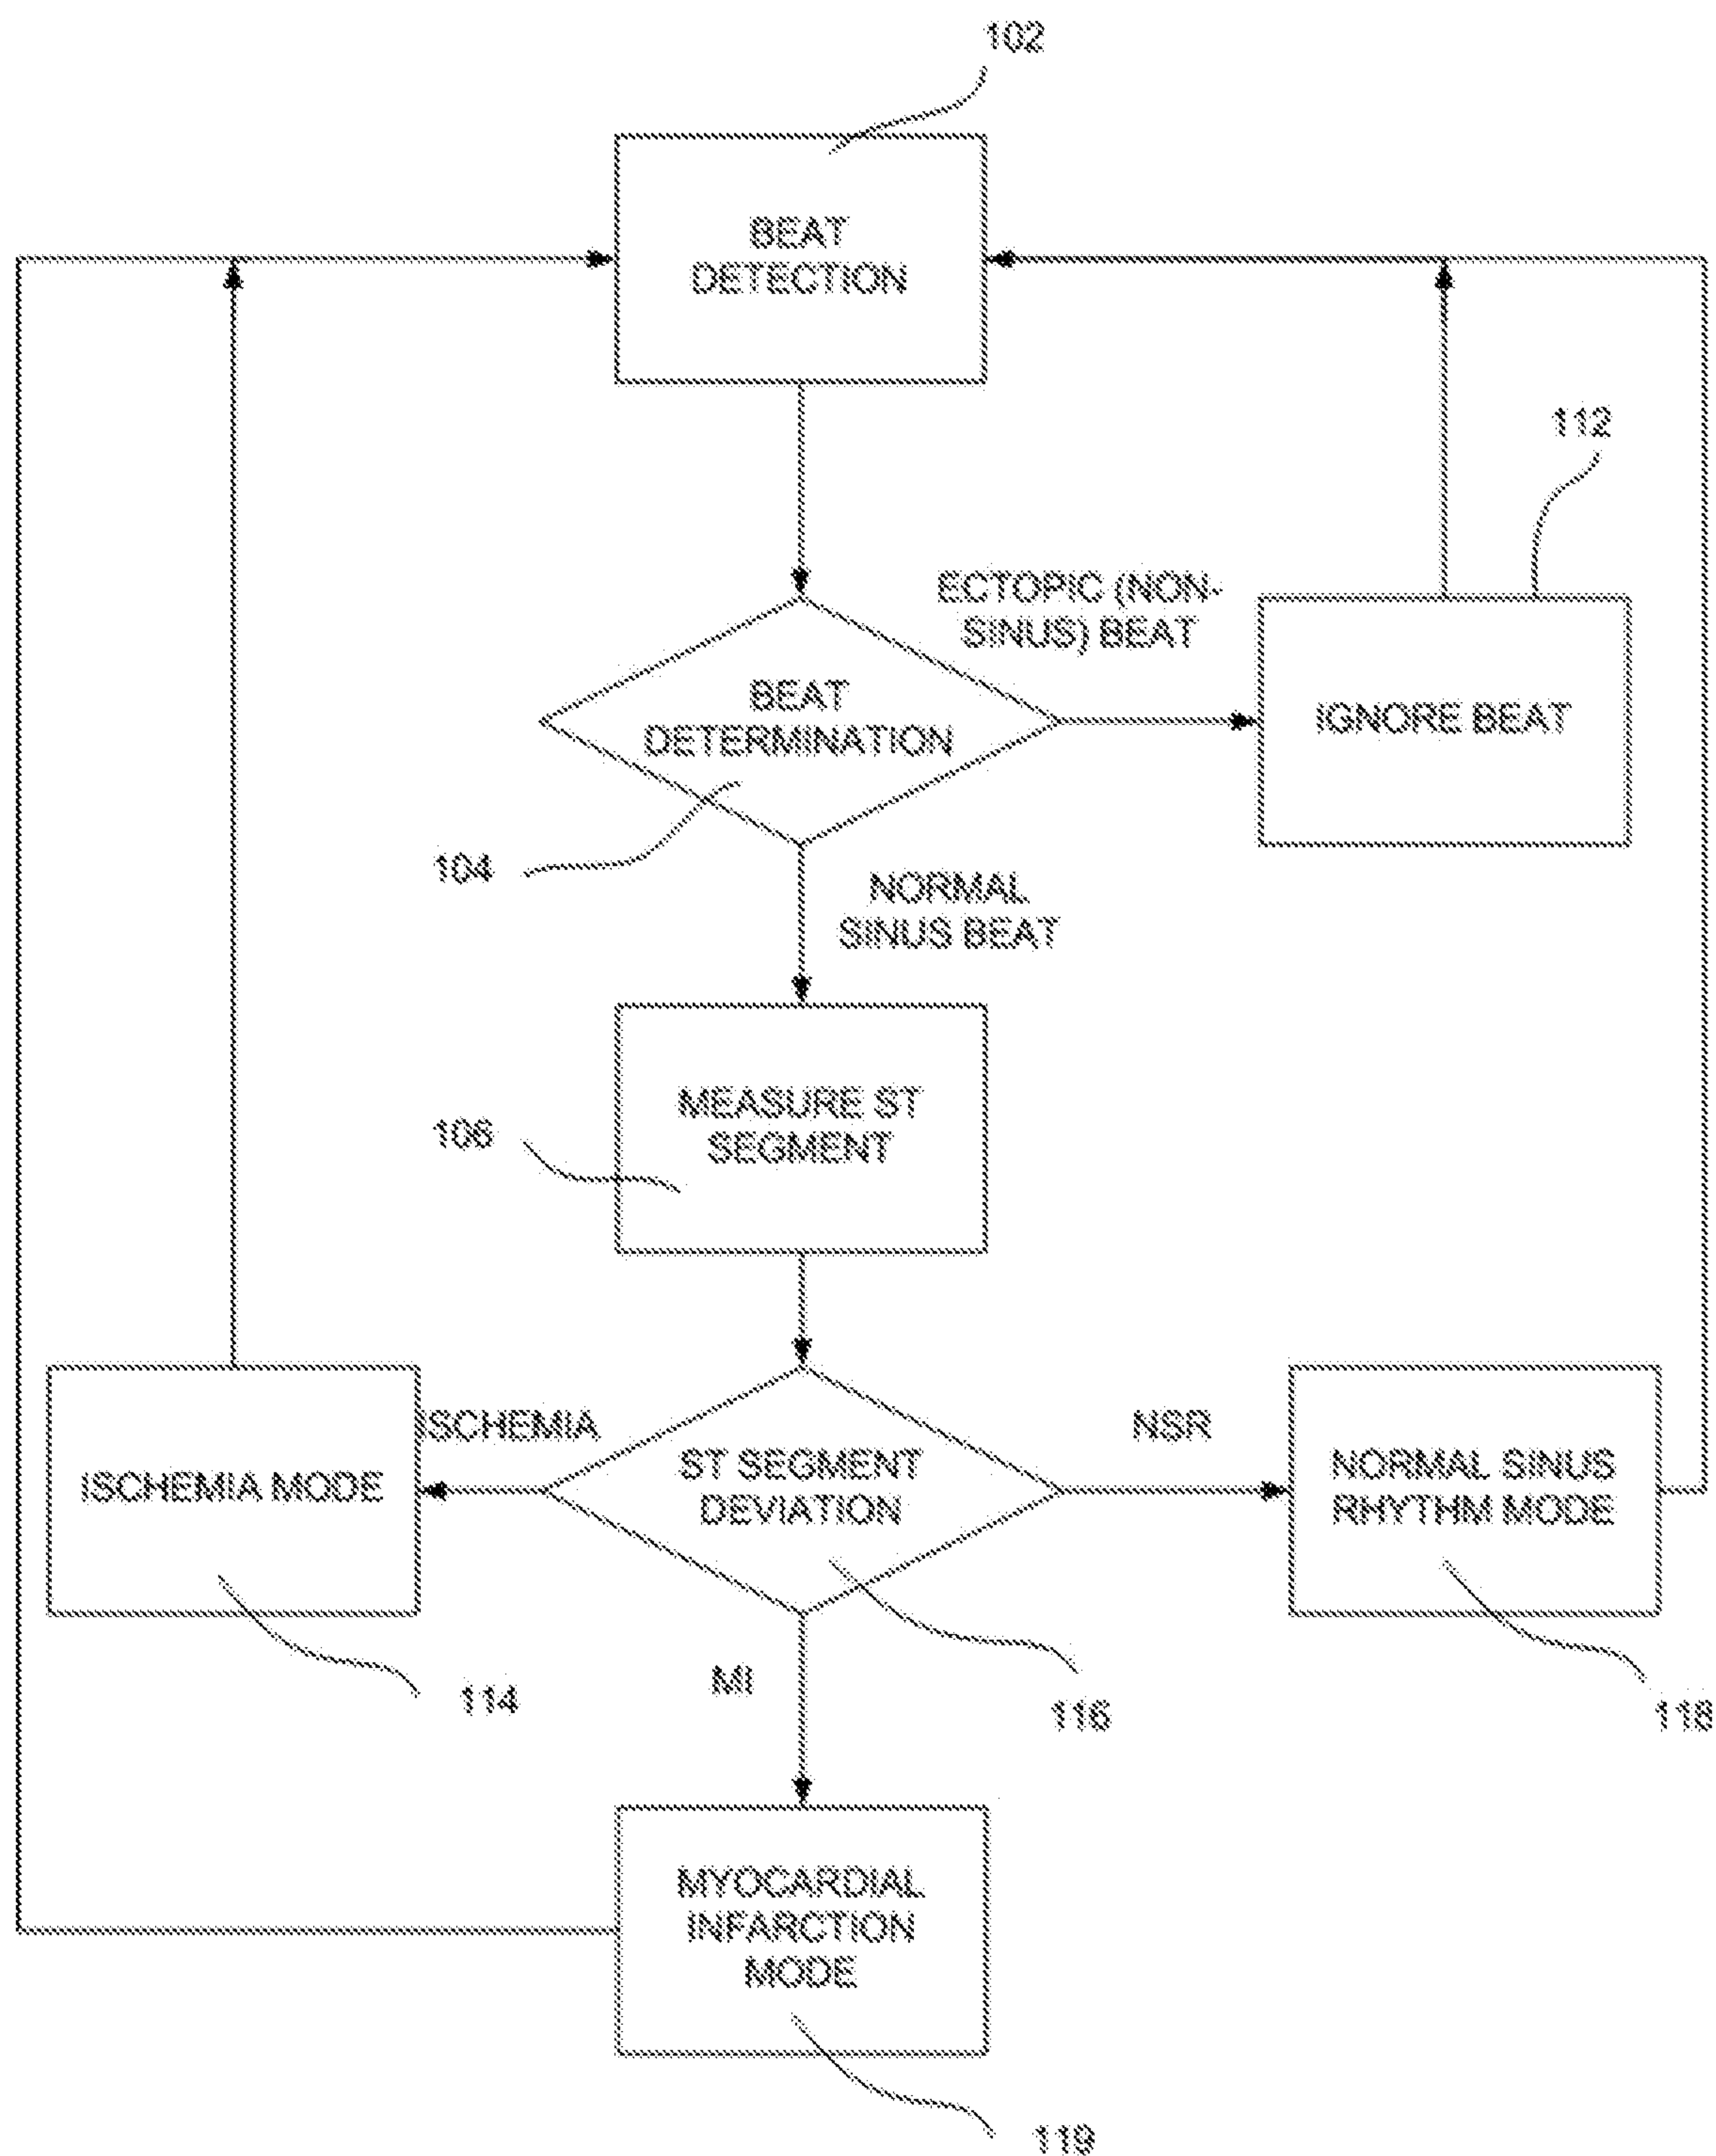 102
BEAT
DETECTION
112
ECTOPIC (NON-
SINUS) BEAT
BEAT
DETERMINATION
IGNORE BEAT
104
NORMAL
SINUS BEAT
MEASURE ST
SEGMENT
106
ISCHEMIA
NSR
ISCHEMIA MODE
ST SEGMENT
DEVIATION
NORMAL SINUS
RHYTHM MODE
MI
114
116
118
MYOCARDIAL
INFARCTION
MODE
119